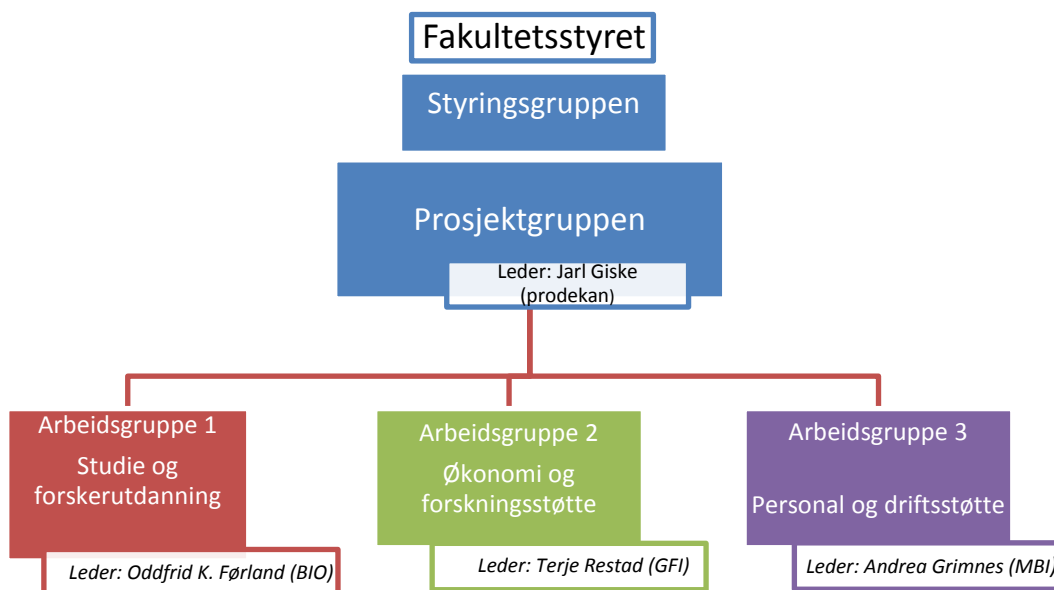 Fakultetsstyret
Styringsgruppen
Prosjektgruppen
Leder: Jarl Giske
(prodekan)
Arbeidsgruppe 1
Studie og
forskerutdanning
Leder: Oddfrid K. Førland (BIO)
Arbeidsgruppe 2
Økonomi og
forskningsstøtte
Leder: Terje Restad (GFI)
Arbeidsgruppe 3
Personal og driftsstøtte
Leder: Andrea Grimnes (MBI)